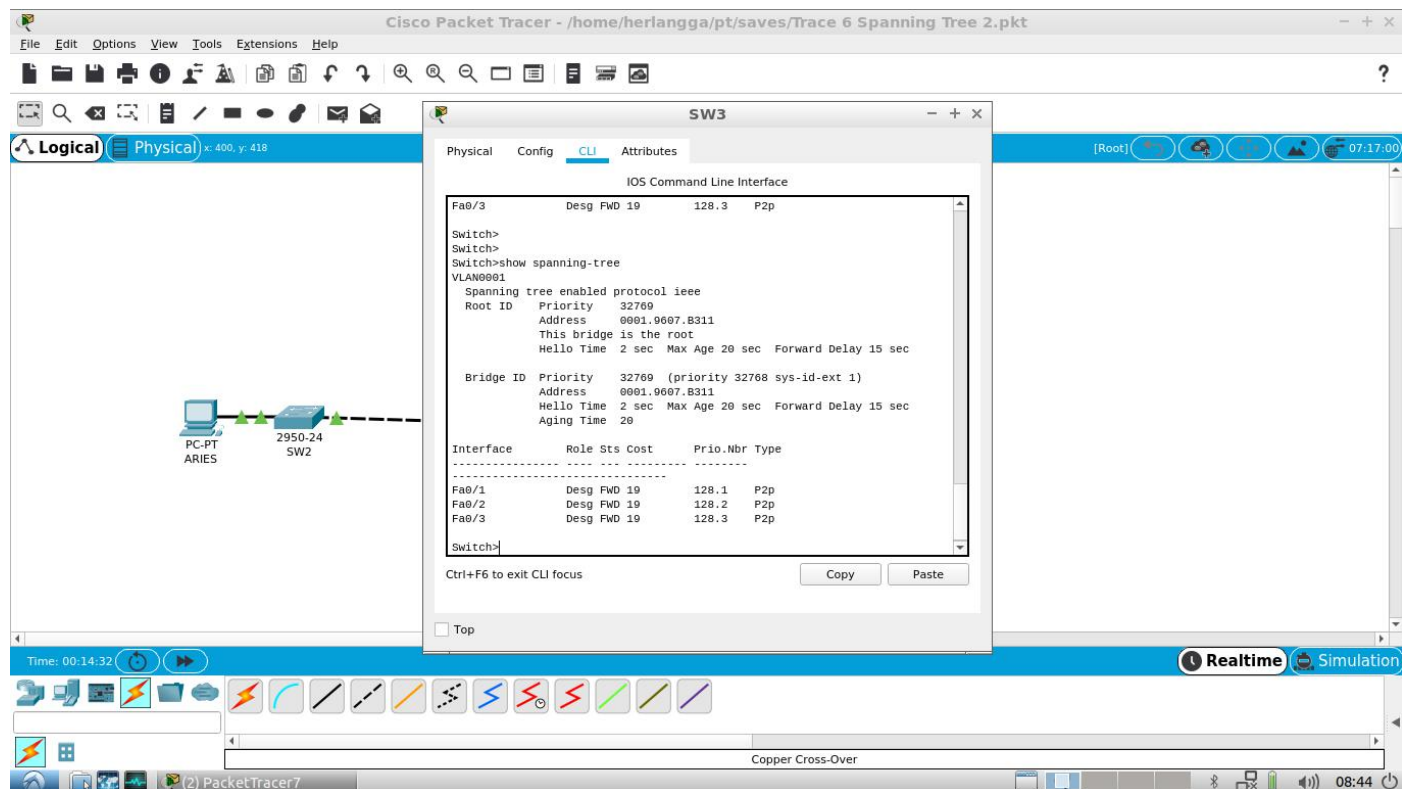 Cisco Packet Tracer - /home/herlangga/pt/saves/Trace 6 Spanning Tree 2.pkt
File Edit Options View Tools Extensions Help
?
Logical Physical x: 400, y: 418
[Root] 07:17:00
SW3
Physical Config CLI Attributes
IOS Command Line Interface
Fa0/3 Desg FWD 19 128.3 P2p
Switch>
Switch>
Switch>show spanning-tree
VLAN0001
Spanning tree enabled protocol ieee
Root ID Priority 32769
Address 0001.9607.B311
This bridge is the root
Hello Time 2 sec Max Age 20 sec Forward Delay 15 sec
Bridge ID Priority 32769 (priority 32768 sys-id-ext 1)
Address 0001.9607.B311
Hello Time 2 sec Max Age 20 sec Forward Delay 15 sec
Aging Time 20
Interface Role Sts Cost Prio.Nbr Type
---------------- ---- --- --------- --------
--------------------------------
Fa0/1 Desg FWD 19 128.1 P2p
Fa0/2 Desg FWD 19 128.2 P2p
Fa0/3 Desg FWD 19 128.3 P2p
Switch>
Ctrl+F6 to exit CLI focus
Copy Paste
Top
PC-PT
ARIES
2950-24
SW2
Time: 00:14:32
Realtime Simulation
Copper Cross-Over
(2) PacketTracer7
08:44